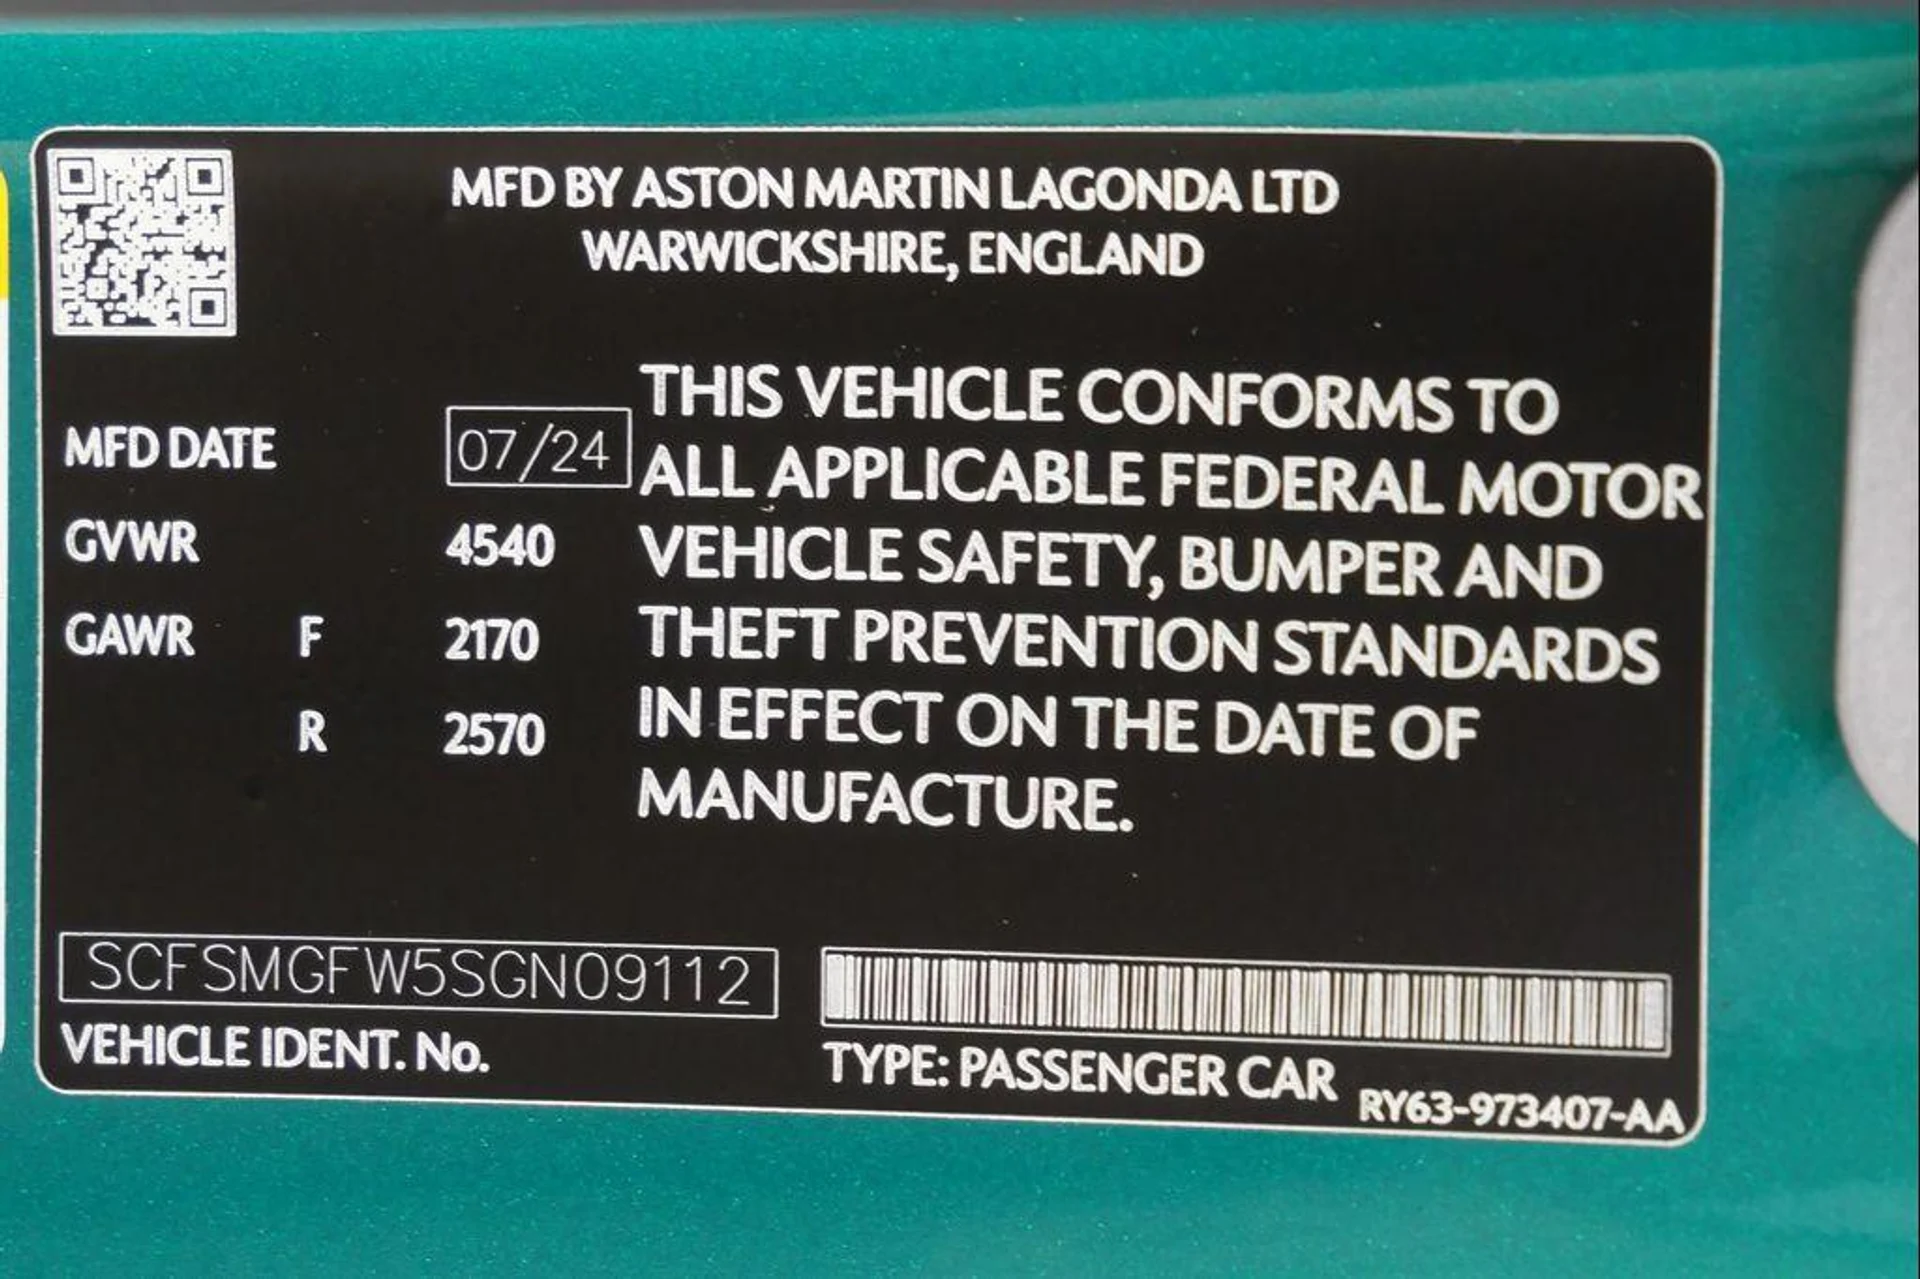 MFD BY ASTON MARTIN LAGONDA LTD
WARWICKSHIRE, ENGLAND
MFD DATE 07/24
GVWR 4540
GAWR F 2170
R 2570
THIS VEHICLE CONFORMS TO
ALL APPLICABLE FEDERAL MOTOR
VEHICLE SAFETY, BUMPER AND
THEFT PREVENTION STANDARDS
IN EFFECT ON THE DATE OF
MANUFACTURE.
SCFSMGFW5SGN09112
VEHICLE IDENT. No.
TYPE: PASSENGER CAR
RY63-973407-AA